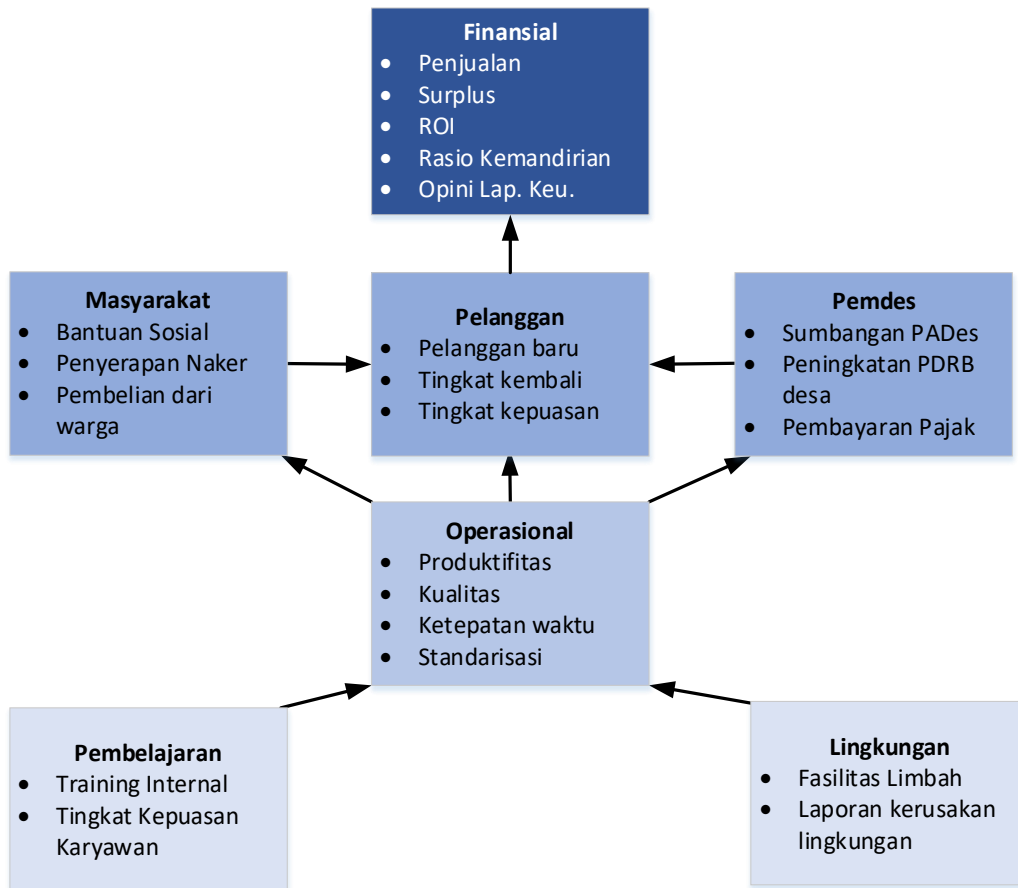 Finansial
• Penjualan
• Surplus
• ROI
• Rasio Kemandirian
• Opini Lap. Keu.
Masyarakat
• Bantuan Sosial
• Penyerapan Naker
• Pembelian dari
warga
Pelanggan
• Pelanggan baru
• Tingkat kembali
• Tingkat kepuasan
Pemdes
• Sumbangan PADes
• Peningkatan PDRB
desa
• Pembayaran Pajak
Operasional
• Produktifitas
• Kualitas
• Ketepatan waktu
• Standarisasi
Pembelajaran
• Training Internal
• Tingkat Kepuasan
Karyawan
Lingkungan
• Fasilitas Limbah
• Laporan kerusakan
lingkungan